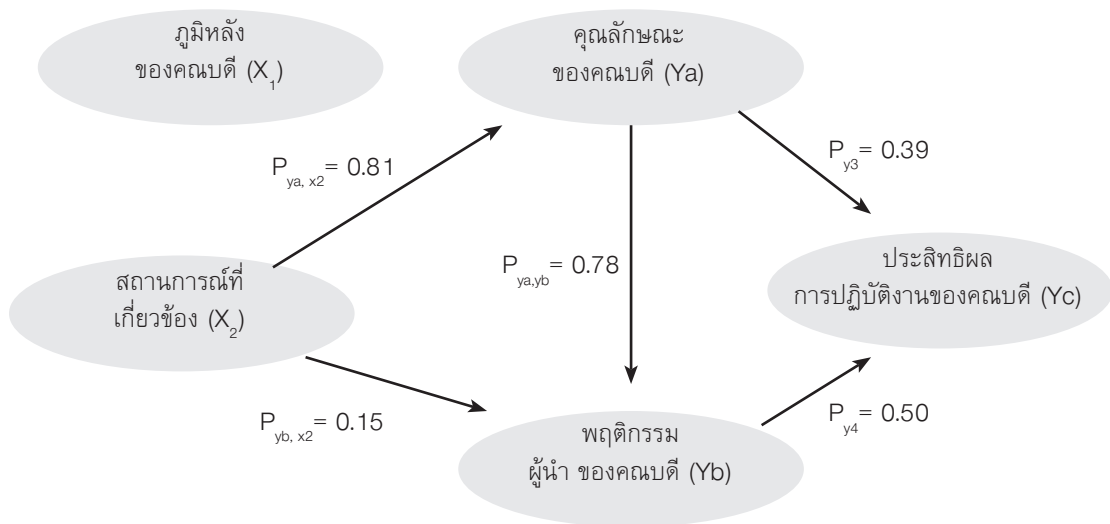 ภูมิหลัง
ของคณบดี (X₁)
คุณลักษณะ
ของคณบดี (Ya)
P_ya, x2 = 0.81
P_y3 = 0.39
สถานการณ์ที่
เกี่ยวข้อง (X₂)
P_ya,yb = 0.78
ประสิทธิผล
การปฏิบัติงานของคณบดี (Yc)
P_yb, x2 = 0.15
P_y4 = 0.50
พฤติกรรม
ผู้นำ ของคณบดี (Yb)